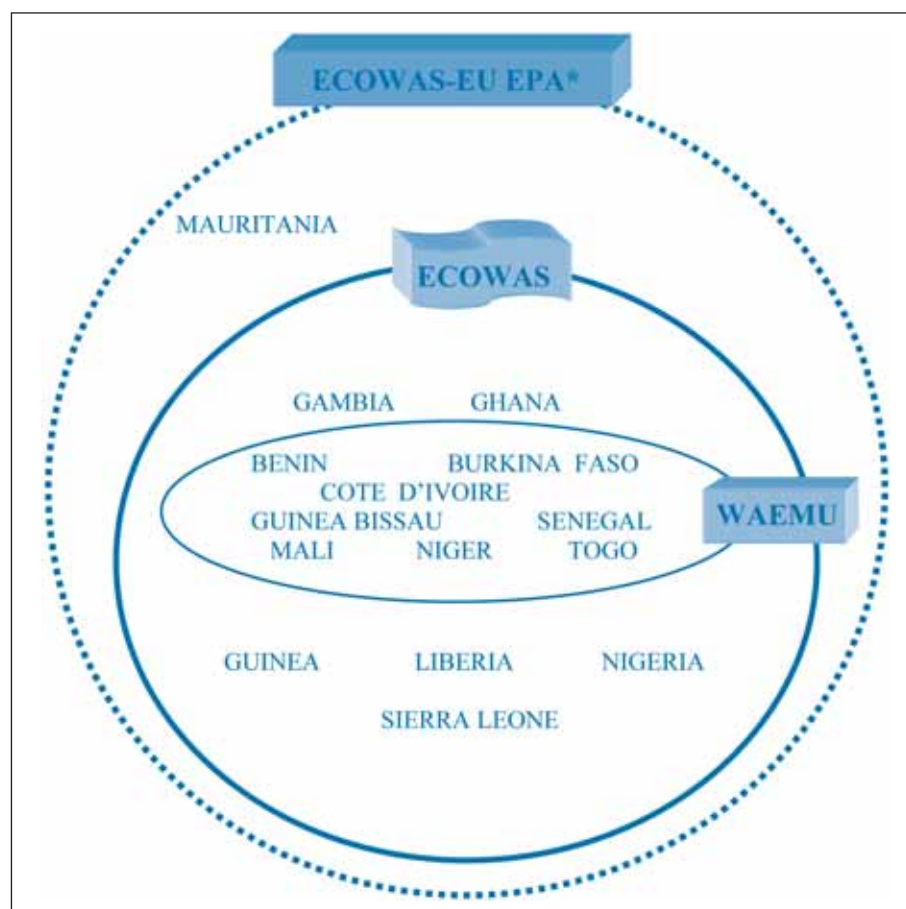 ECOWAS-EU EPA*
MAURITANIA
ECOWAS
GAMBIA GHANA
BENIN BURKINA FASO
COTE D'IVOIRE
GUINEA BISSAU SENEGAL
WAEMU
MALI NIGER TOGO
GUINEA LIBERIA NIGERIA
SIERRA LEONE